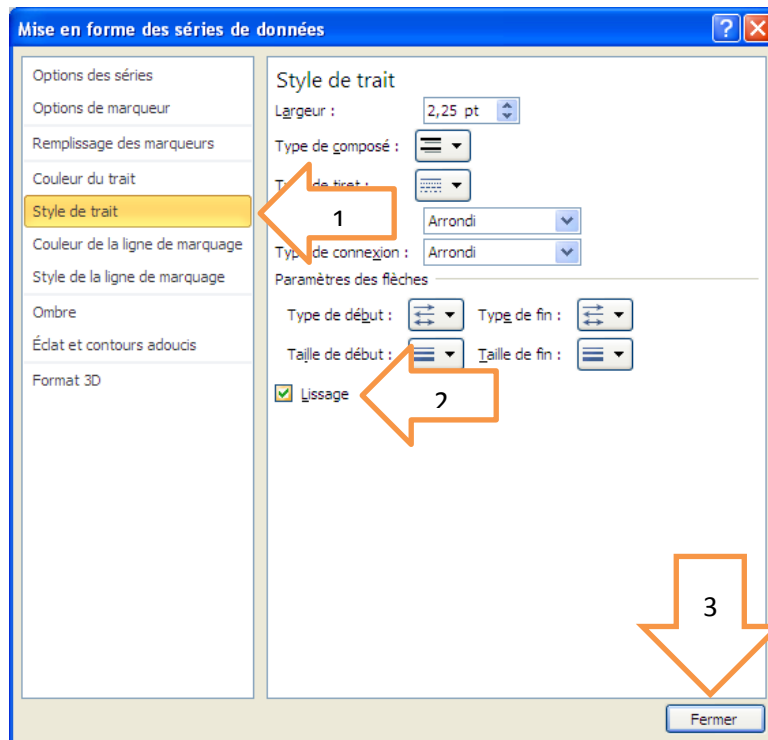 Mise en forme des séries de données
Options des séries
Options de marqueur
Remplissage des marqueurs
Couleur du trait
Style de trait
Couleur de la ligne de marquage
Style de la ligne de marquage
Ombre
Éclat et contours adoucis
Format 3D
Style de trait
Largeur : 2,25 pt
Type de composé :
de tiret :
1
Arrondi
de connexion : Arrondi
Paramètres des flèches
Type de début : Type de fin :
Taille de début : Taille de fin :
Lissage
2
3
Fermer